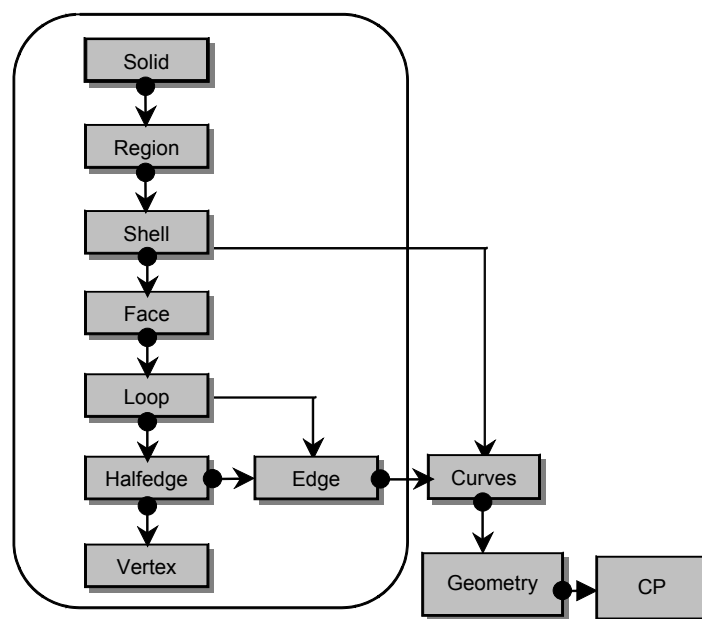 Solid
Region
Shell
Face
Loop
Halfedge
Edge
Curves
Vertex
Geometry
CP